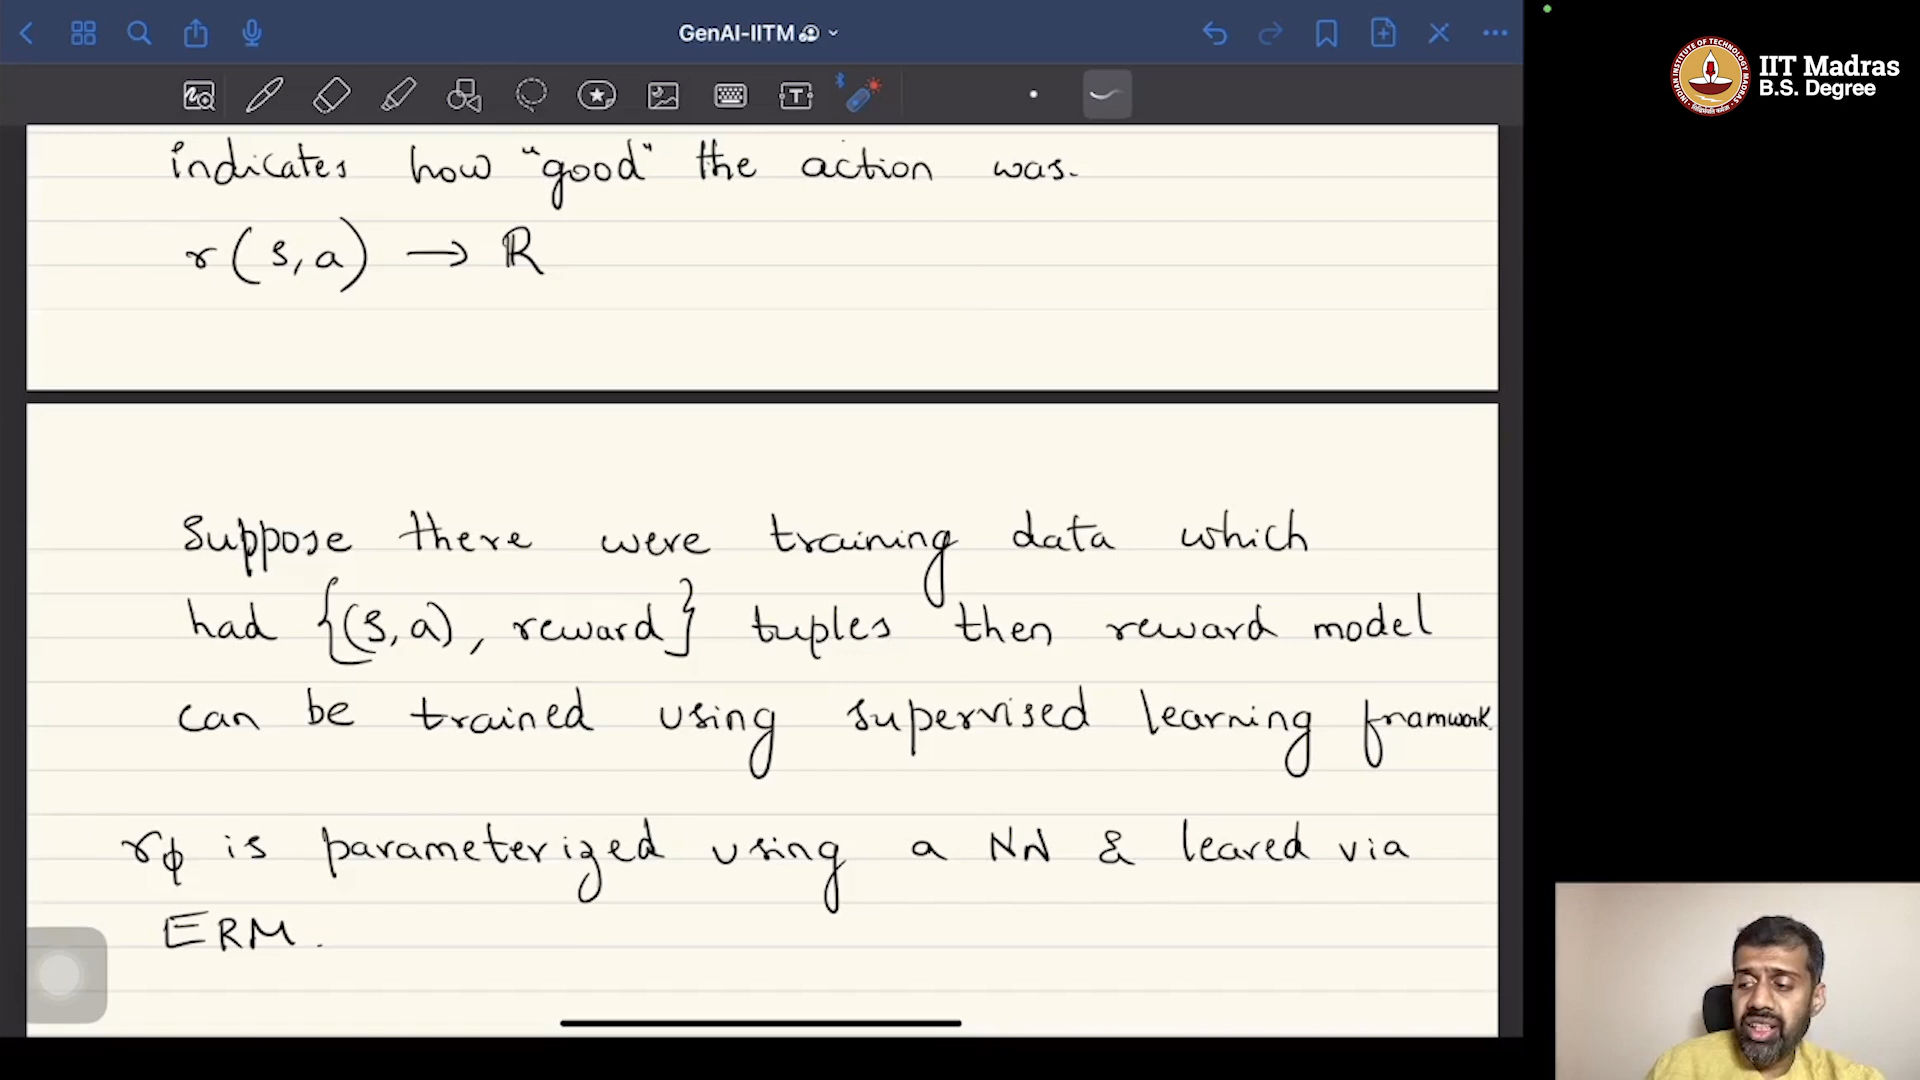 GenAI-IITM
IIT Madras
B.S. Degree
indicates how "good" the action was.
r(s,a) → ℝ
Suppose there were training data which
had {(s,a), reward} tuples then reward model
can be trained using supervised learning framwork.
rϕ is parameterized using a NN & leared via
ERM.